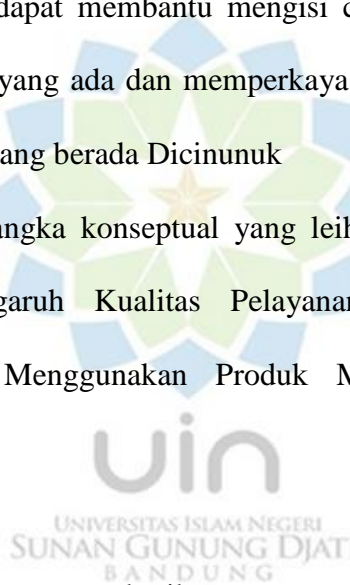 dapat membantu mengisi
yang ada dan memperkaya
ang berada Dicinunuk
angka konseptual yang leih
garuh Kualitas Pelayanan
Menggunakan Produk M
uin
UNIVERSITAS ISLAM NEGERI
SUNAN GUNUNG DJATI
BANDUNG